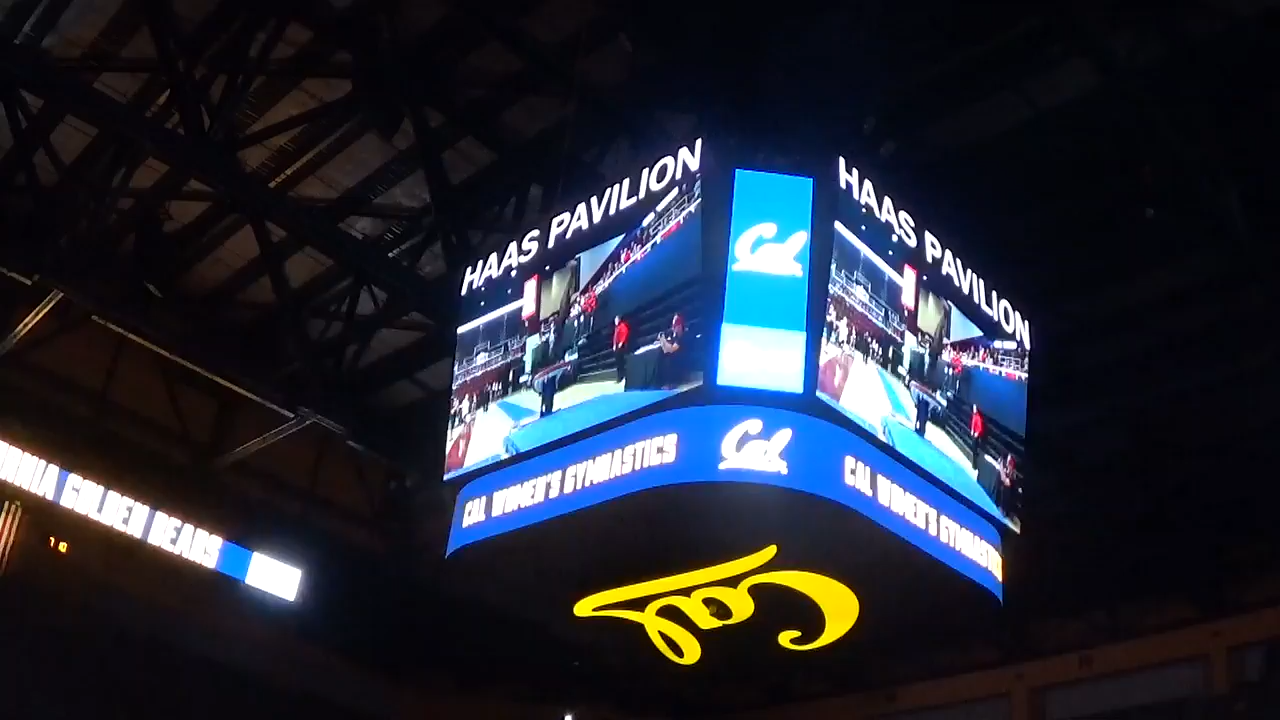 HAAS PAVILION
HAAS PAVILION
Cal
CAL WOMEN'S GYMNASTICS
Cal
CAL WOMEN'S GYMNASTICS
GOLDEN BEARS
Cal